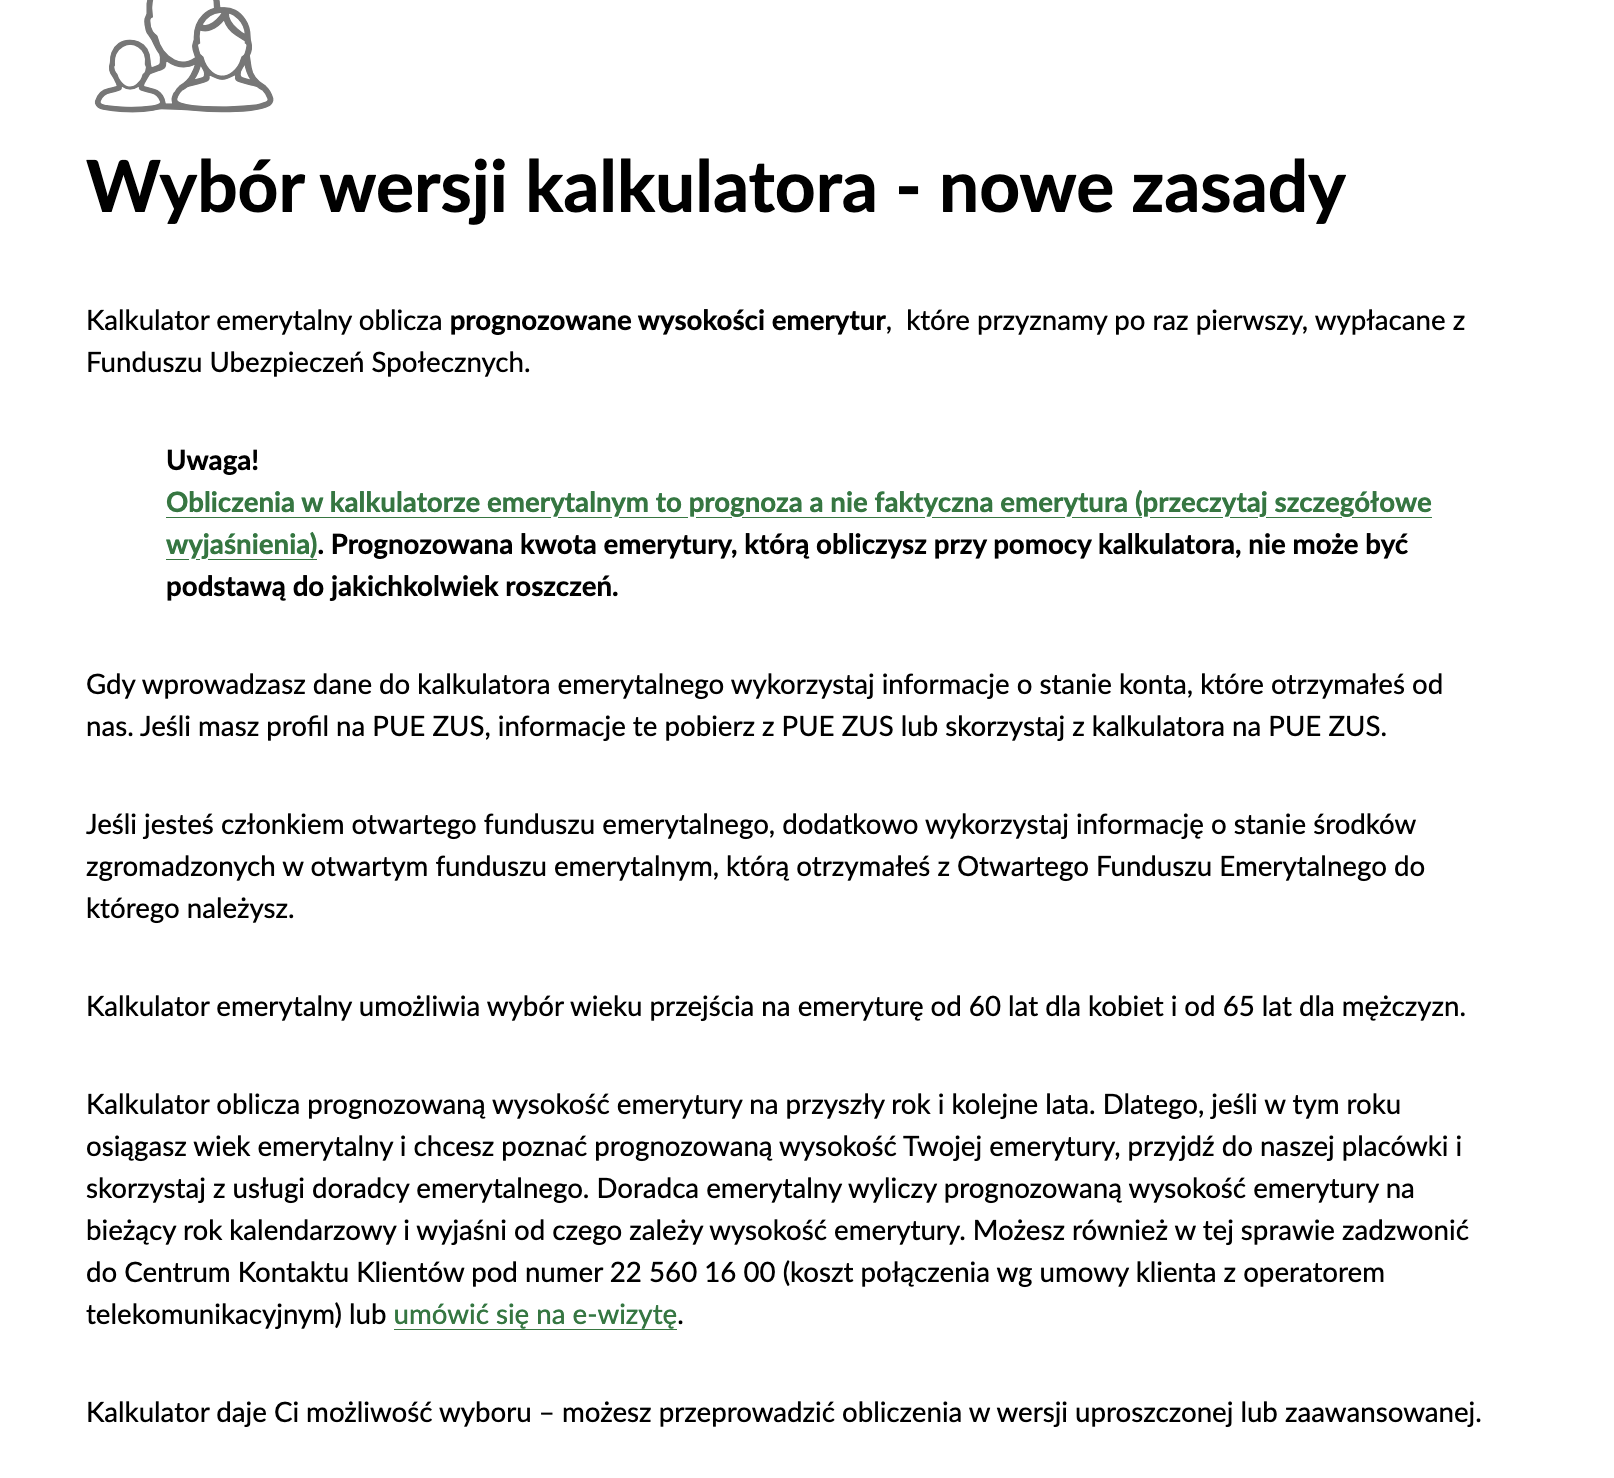 Wybór wersji kalkulatora - nowe zasady
Kalkulator emerytalny oblicza prognozowane wysokości emerytur,  które przyznamy po raz pierwszy, wypłacane z
Funduszu Ubezpieczeń Społecznych.
Uwaga!
Obliczenia w kalkulatorze emerytalnym to prognoza a nie faktyczna emerytura (przeczytaj szczegółowe
wyjaśnienia). Prognozowana kwota emerytury, którą obliczysz przy pomocy kalkulatora, nie może być
podstawą do jakichkolwiek roszczeń.
Gdy wprowadzasz dane do kalkulatora emerytalnego wykorzystaj informacje o stanie konta, które otrzymałeś od
nas. Jeśli masz profil na PUE ZUS, informacje te pobierz z PUE ZUS lub skorzystaj z kalkulatora na PUE ZUS.
Jeśli jesteś członkiem otwartego funduszu emerytalnego, dodatkowo wykorzystaj informację o stanie środków
zgromadzonych w otwartym funduszu emerytalnym, którą otrzymałeś z Otwartego Funduszu Emerytalnego do
którego należysz.
Kalkulator emerytalny umożliwia wybór wieku przejścia na emeryturę od 60 lat dla kobiet i od 65 lat dla mężczyzn.
Kalkulator oblicza prognozowaną wysokość emerytury na przyszły rok i kolejne lata. Dlatego, jeśli w tym roku
osiągasz wiek emerytalny i chcesz poznać prognozowaną wysokość Twojej emerytury, przyjdź do naszej placówki i
skorzystaj z usługi doradcy emerytalnego. Doradca emerytalny wyliczy prognozowaną wysokość emerytury na
bieżący rok kalendarzowy i wyjaśni od czego zależy wysokość emerytury. Możesz również w tej sprawie zadzwonić
do Centrum Kontaktu Klientów pod numer 22 560 16 00 (koszt połączenia wg umowy klienta z operatorem
telekomunikacyjnym) lub umówić się na e-wizytę.
Kalkulator daje Ci możliwość wyboru – możesz przeprowadzić obliczenia w wersji uproszczonej lub zaawansowanej.